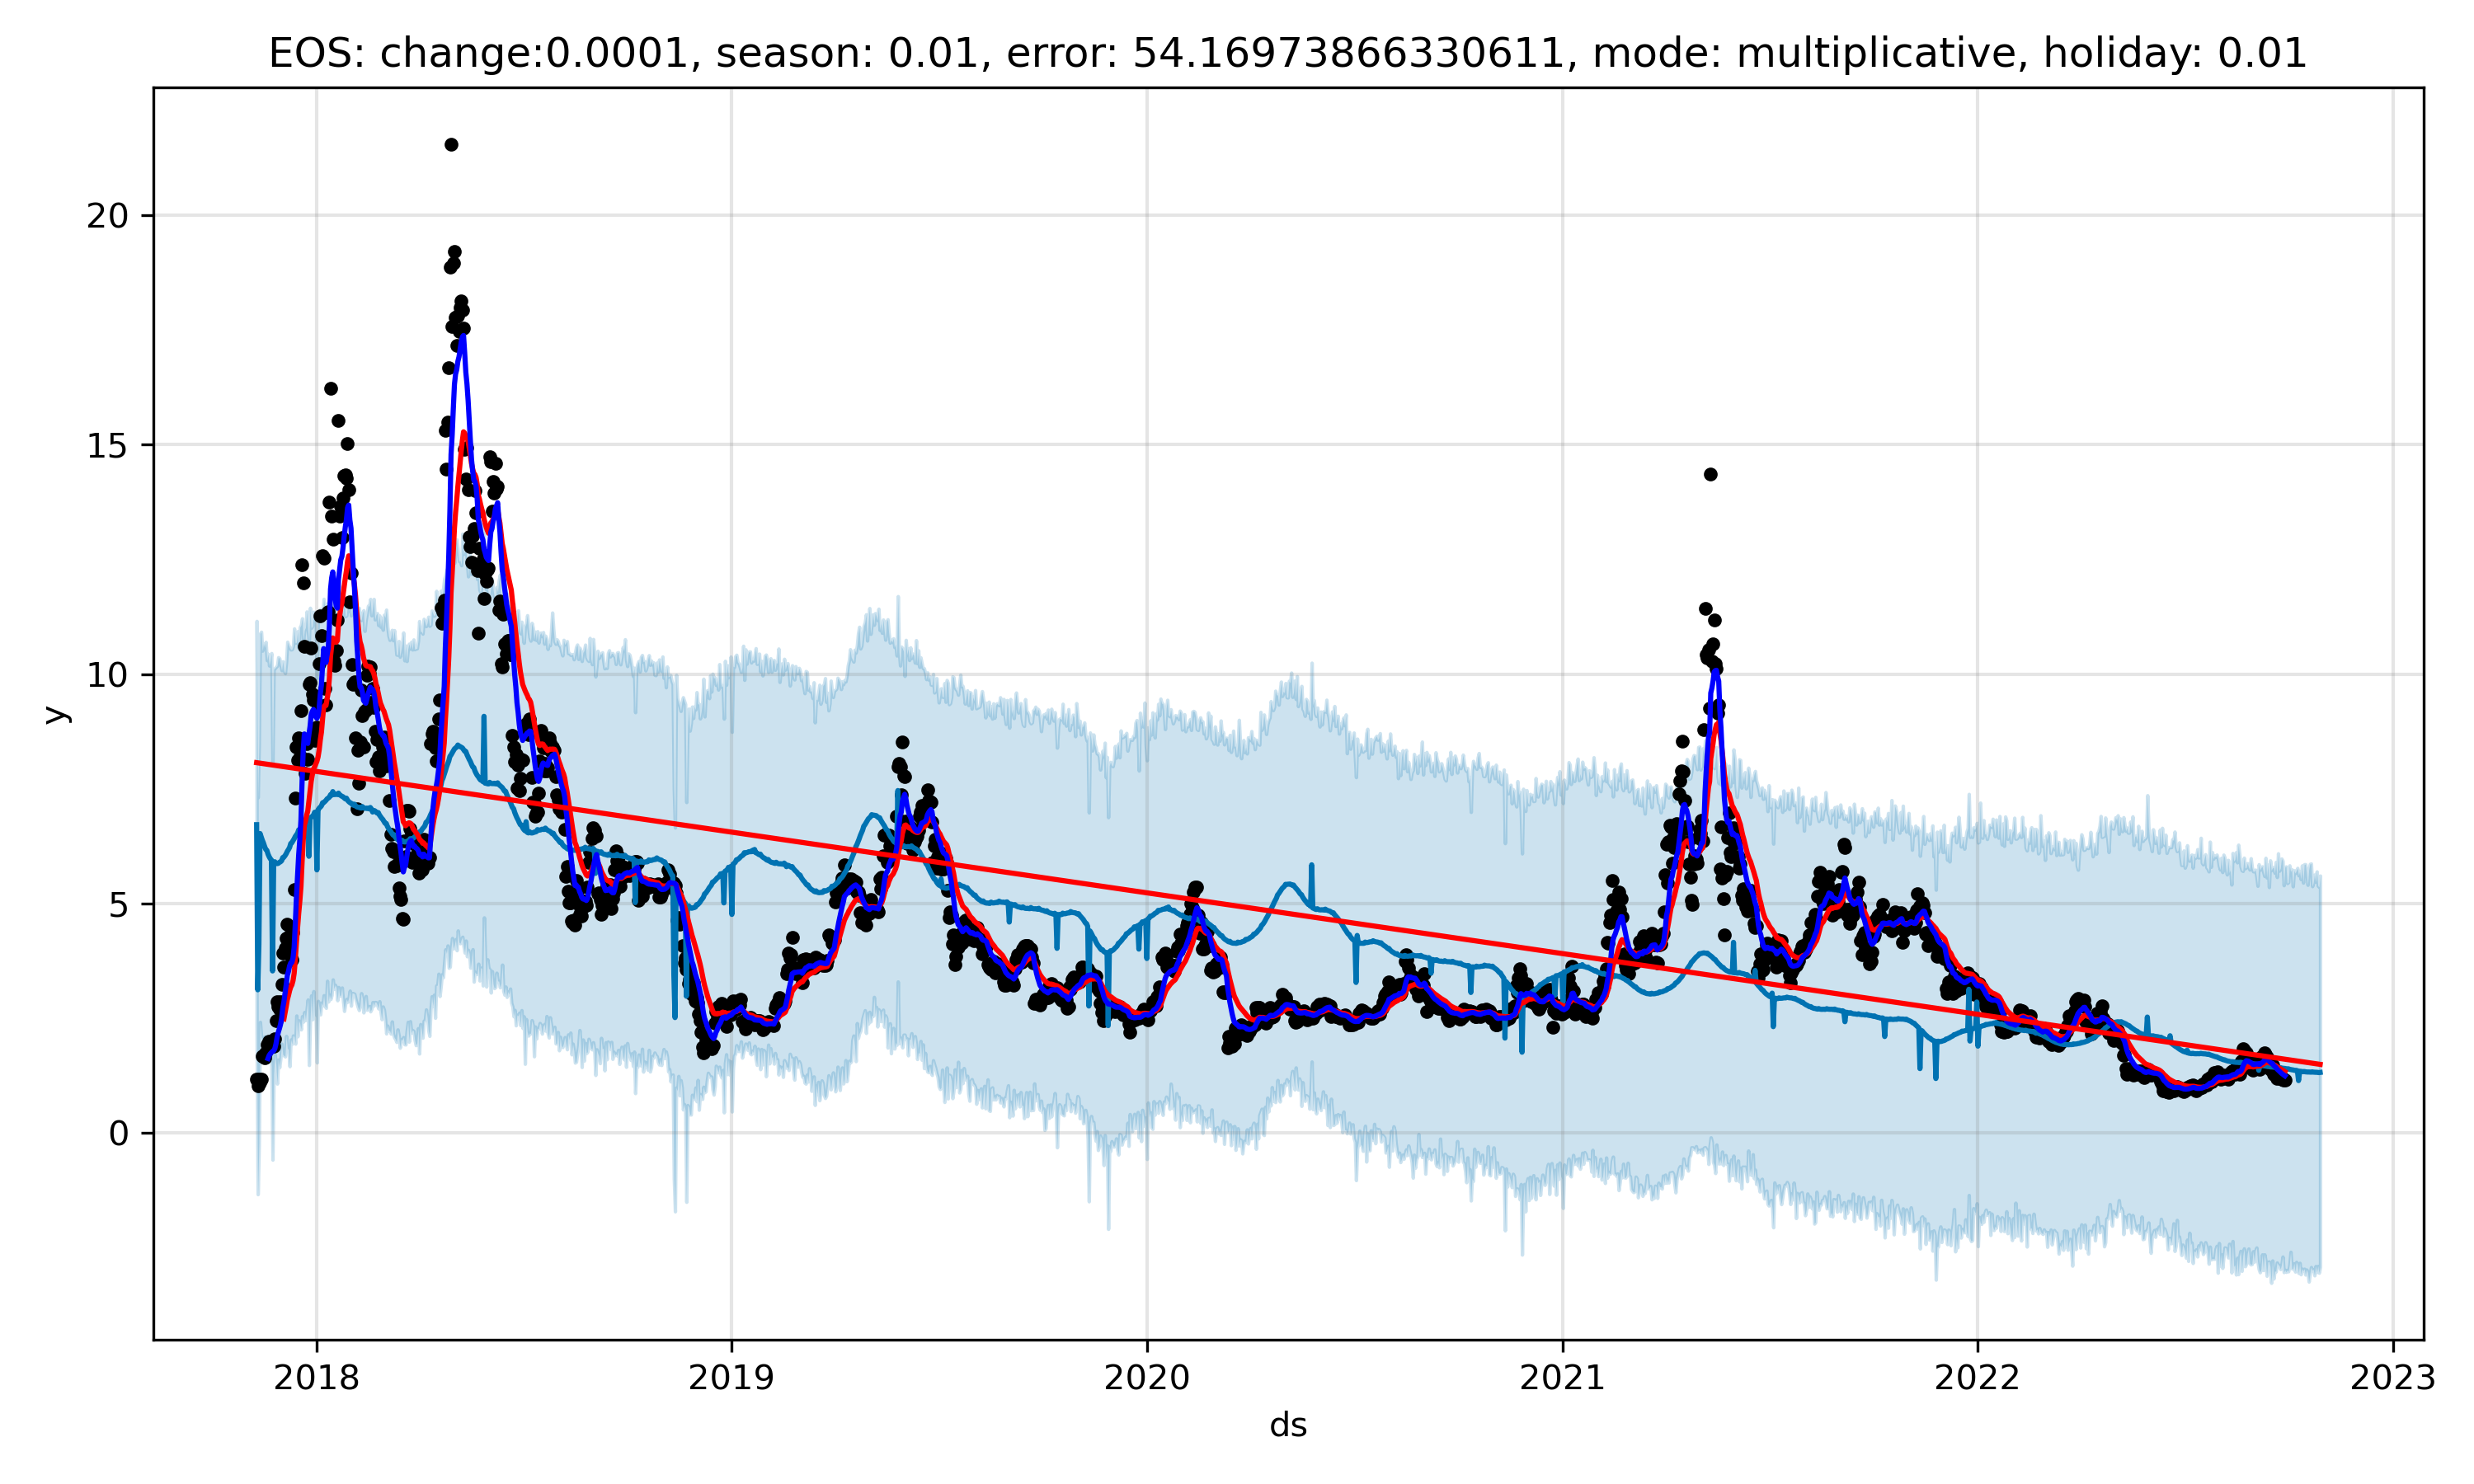 EOS: change:0.0001, season: 0.01, error: 54.16973866330611, mode: multiplicative, holiday: 0.01
y
20
15
10
5
0
2018 2019 2020 2021 2022 2023
ds